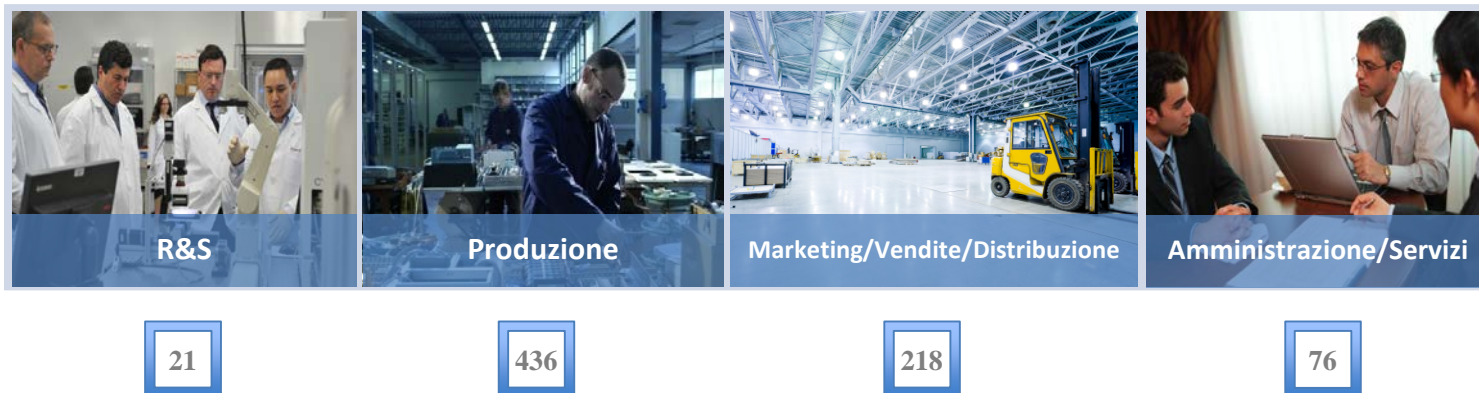 R&S
Produzione
Marketing/Vendite/Distribuzione
Amministrazione/Servizi
21
436
218
76